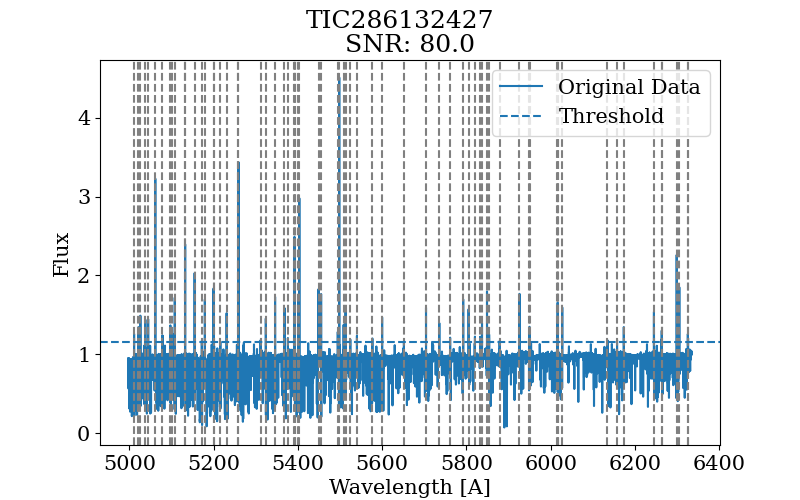 TIC286132427
SNR: 80.0
Original Data
Threshold
Flux
4
3
2
1
0
5000 5200 5400 5600 5800 6000 6200 6400
Wavelength [A]